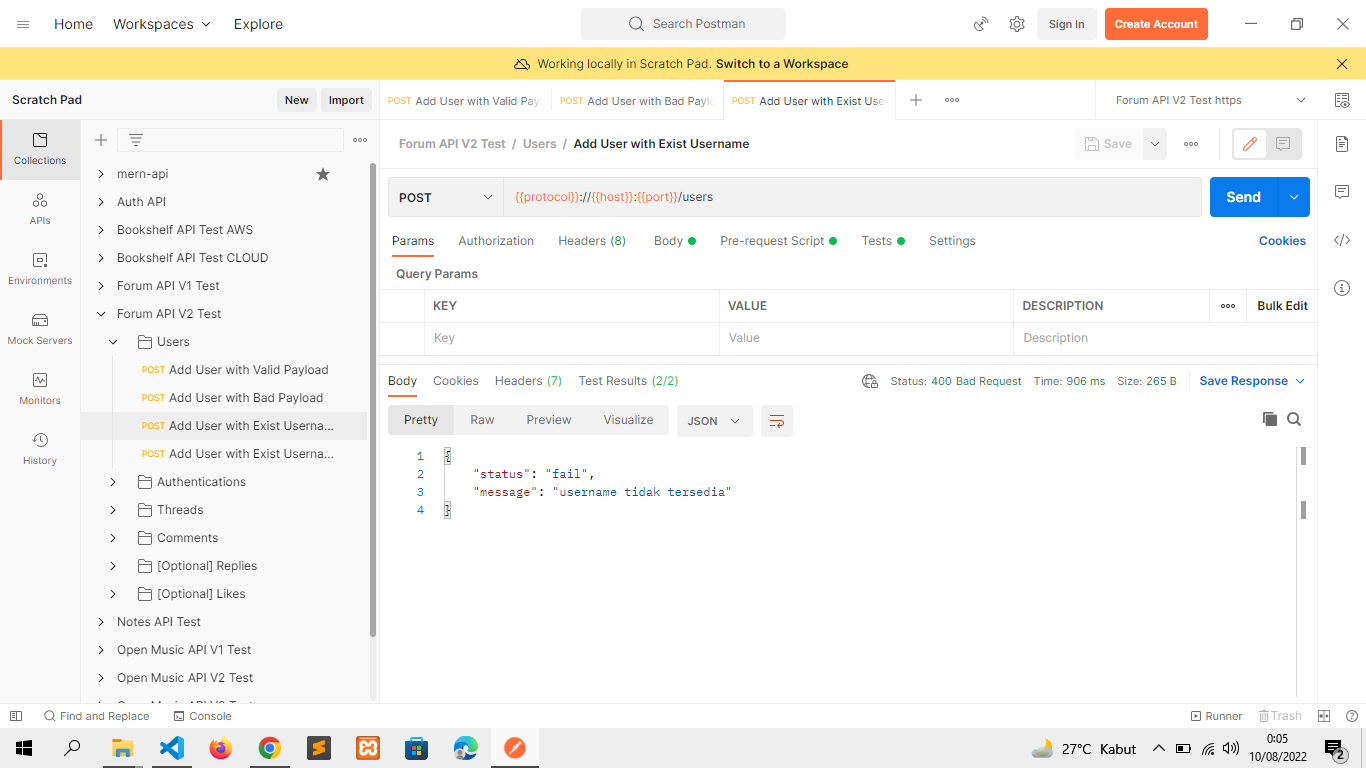 Home Workspaces Explore Search Postman Sign In Create Account
Working locally in Scratch Pad. Switch to a Workspace
Scratch Pad New Import
POST Add User with Valid Payl
POST Add User with Bad Paylo
POST Add User with Exist Use
Forum API V2 Test https
Collections
APIs
Environments
Mock Servers
Monitors
History
mern-api
Auth API
Bookshelf API Test AWS
Bookshelf API Test CLOUD
Forum API V1 Test
Forum API V2 Test
Users
POST Add User with Valid Payload
POST Add User with Bad Payload
POST Add User with Exist Userna...
POST Add User with Exist Userna...
Authentications
Threads
Comments
[Optional] Replies
[Optional] Likes
Notes API Test
Open Music API V1 Test
Open Music API V2 Test
Forum API V2 Test / Users / Add User with Exist Username
Save
POST {{protocol}}://{{host}}:{{port}}/users Send
Params Authorization Headers (8) Body Pre-request Script Tests Settings Cookies
Query Params
KEY VALUE DESCRIPTION Bulk Edit
Key Value Description
Body Cookies Headers (7) Test Results (2/2) Status: 400 Bad Request Time: 906 ms Size: 265 B Save Response
Pretty Raw Preview Visualize JSON
1 {
2 "status": "fail",
3 "message": "username tidak tersedia"
4 }
Find and Replace Console Runner Trash
27°C Kabut
0:05
10/08/2022
2